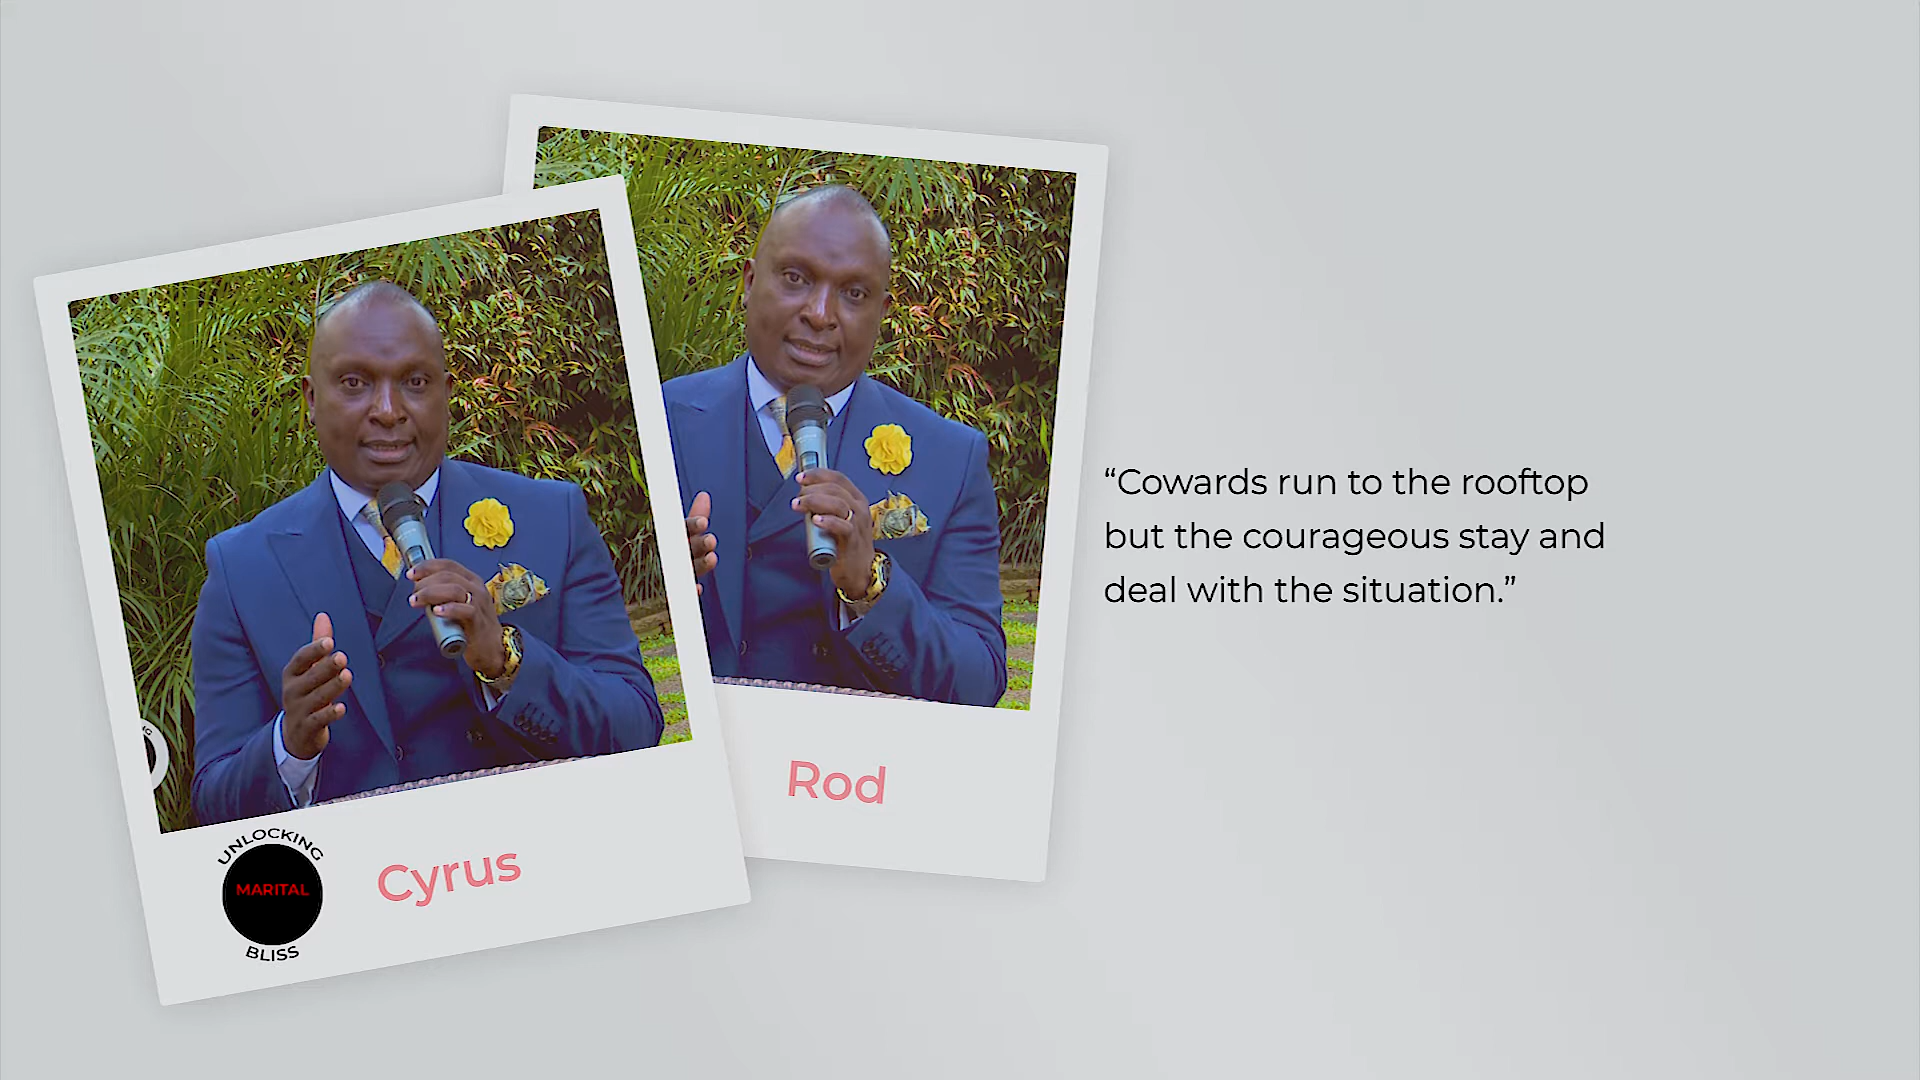 “Cowards run to the rooftop
but the courageous stay and
deal with the situation.”
Rod
Cyrus
UNLOCKING
MARITAL
BLISS